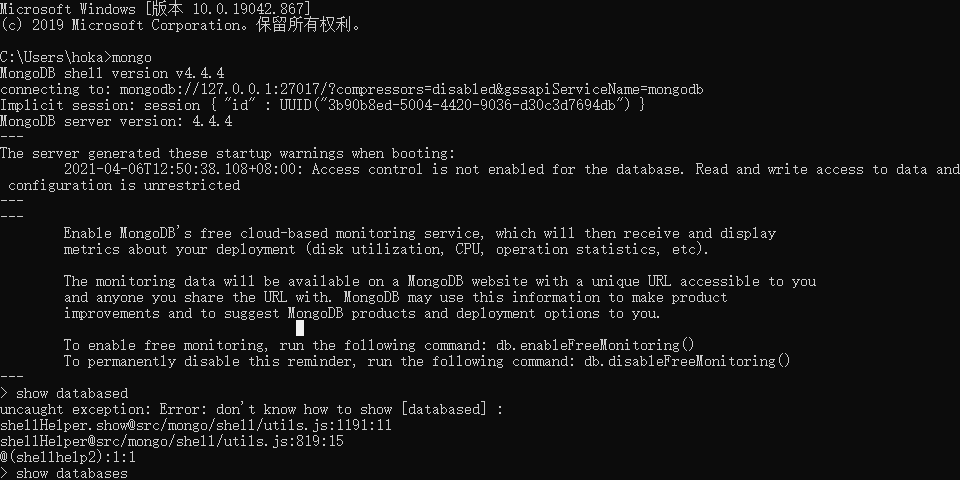 Microsoft Windows [版本 10.0.19042.867]
(c) 2019 Microsoft Corporation。保留所有权利。
C:\Users\hoka>mongo
MongoDB shell version v4.4.4
connecting to: mongodb://127.0.0.1:27017/?compressors=disabled&gssapiServiceName=mongodb
Implicit session: session { "id" : UUID("3b90b8ed-5004-4420-9036-d30c3d7694db") }
MongoDB server version: 4.4.4
---
The server generated these startup warnings when booting:
        2021-04-06T12:50:38.108+08:00: Access control is not enabled for the database. Read and write access to data and
 configuration is unrestricted
---
---
        Enable MongoDB's free cloud-based monitoring service, which will then receive and display
        metrics about your deployment (disk utilization, CPU, operation statistics, etc).
        The monitoring data will be available on a MongoDB website with a unique URL accessible to you
        and anyone you share the URL with. MongoDB may use this information to make product
        improvements and to suggest MongoDB products and deployment options to you.
        To enable free monitoring, run the following command: db.enableFreeMonitoring()
        To permanently disable this reminder, run the following command: db.disableFreeMonitoring()
---
> show databased
uncaught exception: Error: don't know how to show [databased] :
shellHelper.show@src/mongo/shell/utils.js:1191:11
shellHelper@src/mongo/shell/utils.js:819:15
@(shellhelp2):1:1
> show databases